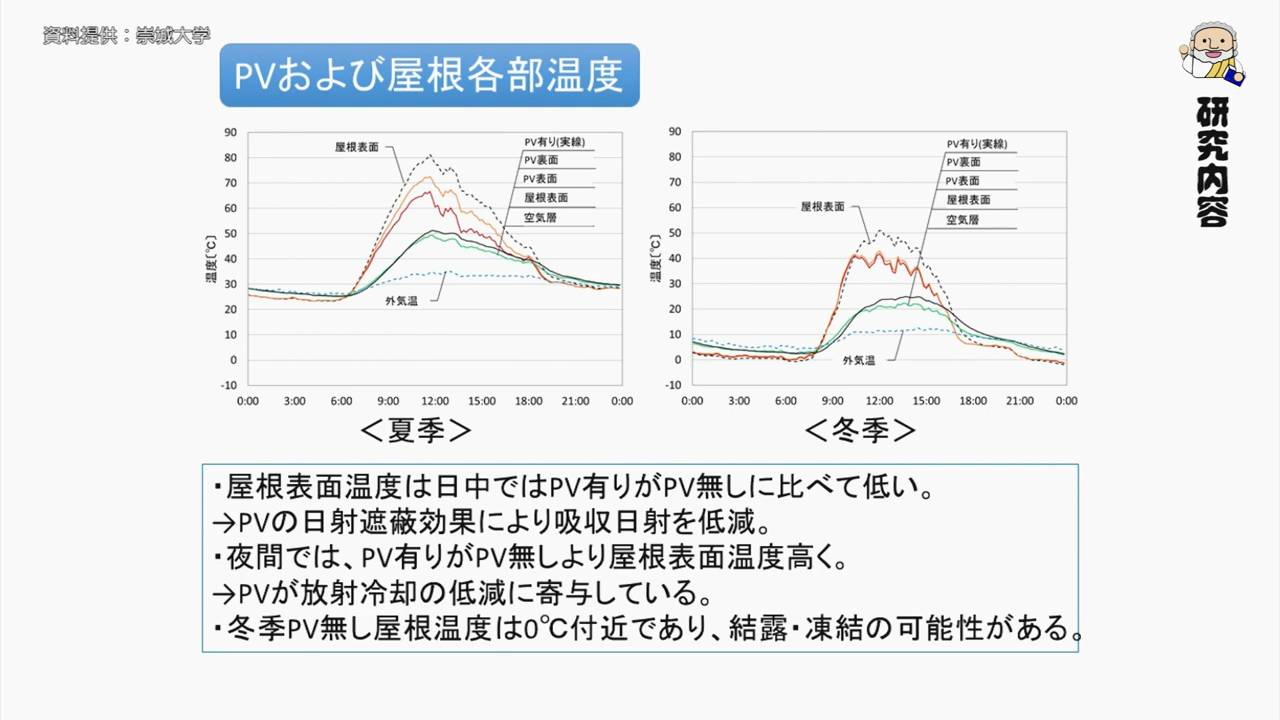 資料提供：崇城大学
PVおよび屋根各部温度
研究内容
90
80
70
60
50
40
30
20
10
0
-10
温度[℃]
屋根表面
PV有り(実線)
PV裏面
PV表面
屋根表面
空気層
外気温
0:00 3:00 6:00 9:00 12:00 15:00 18:00 21:00 0:00
＜夏季＞
90
80
70
60
50
40
30
20
10
0
-10
温度[℃]
屋根表面
PV有り(実線)
PV裏面
PV表面
屋根表面
空気層
外気温
0:00 3:00 6:00 9:00 12:00 15:00 18:00 21:00 0:00
＜冬季＞
・屋根表面温度は日中ではPV有りがPV無しに比べて低い。
→PVの日射遮蔽効果により吸収日射を低減。
・夜間では、PV有りがPV無しより屋根表面温度高く。
→PVが放射冷却の低減に寄与している。
・冬季PV無し屋根温度は0℃付近であり、結露・凍結の可能性がある。